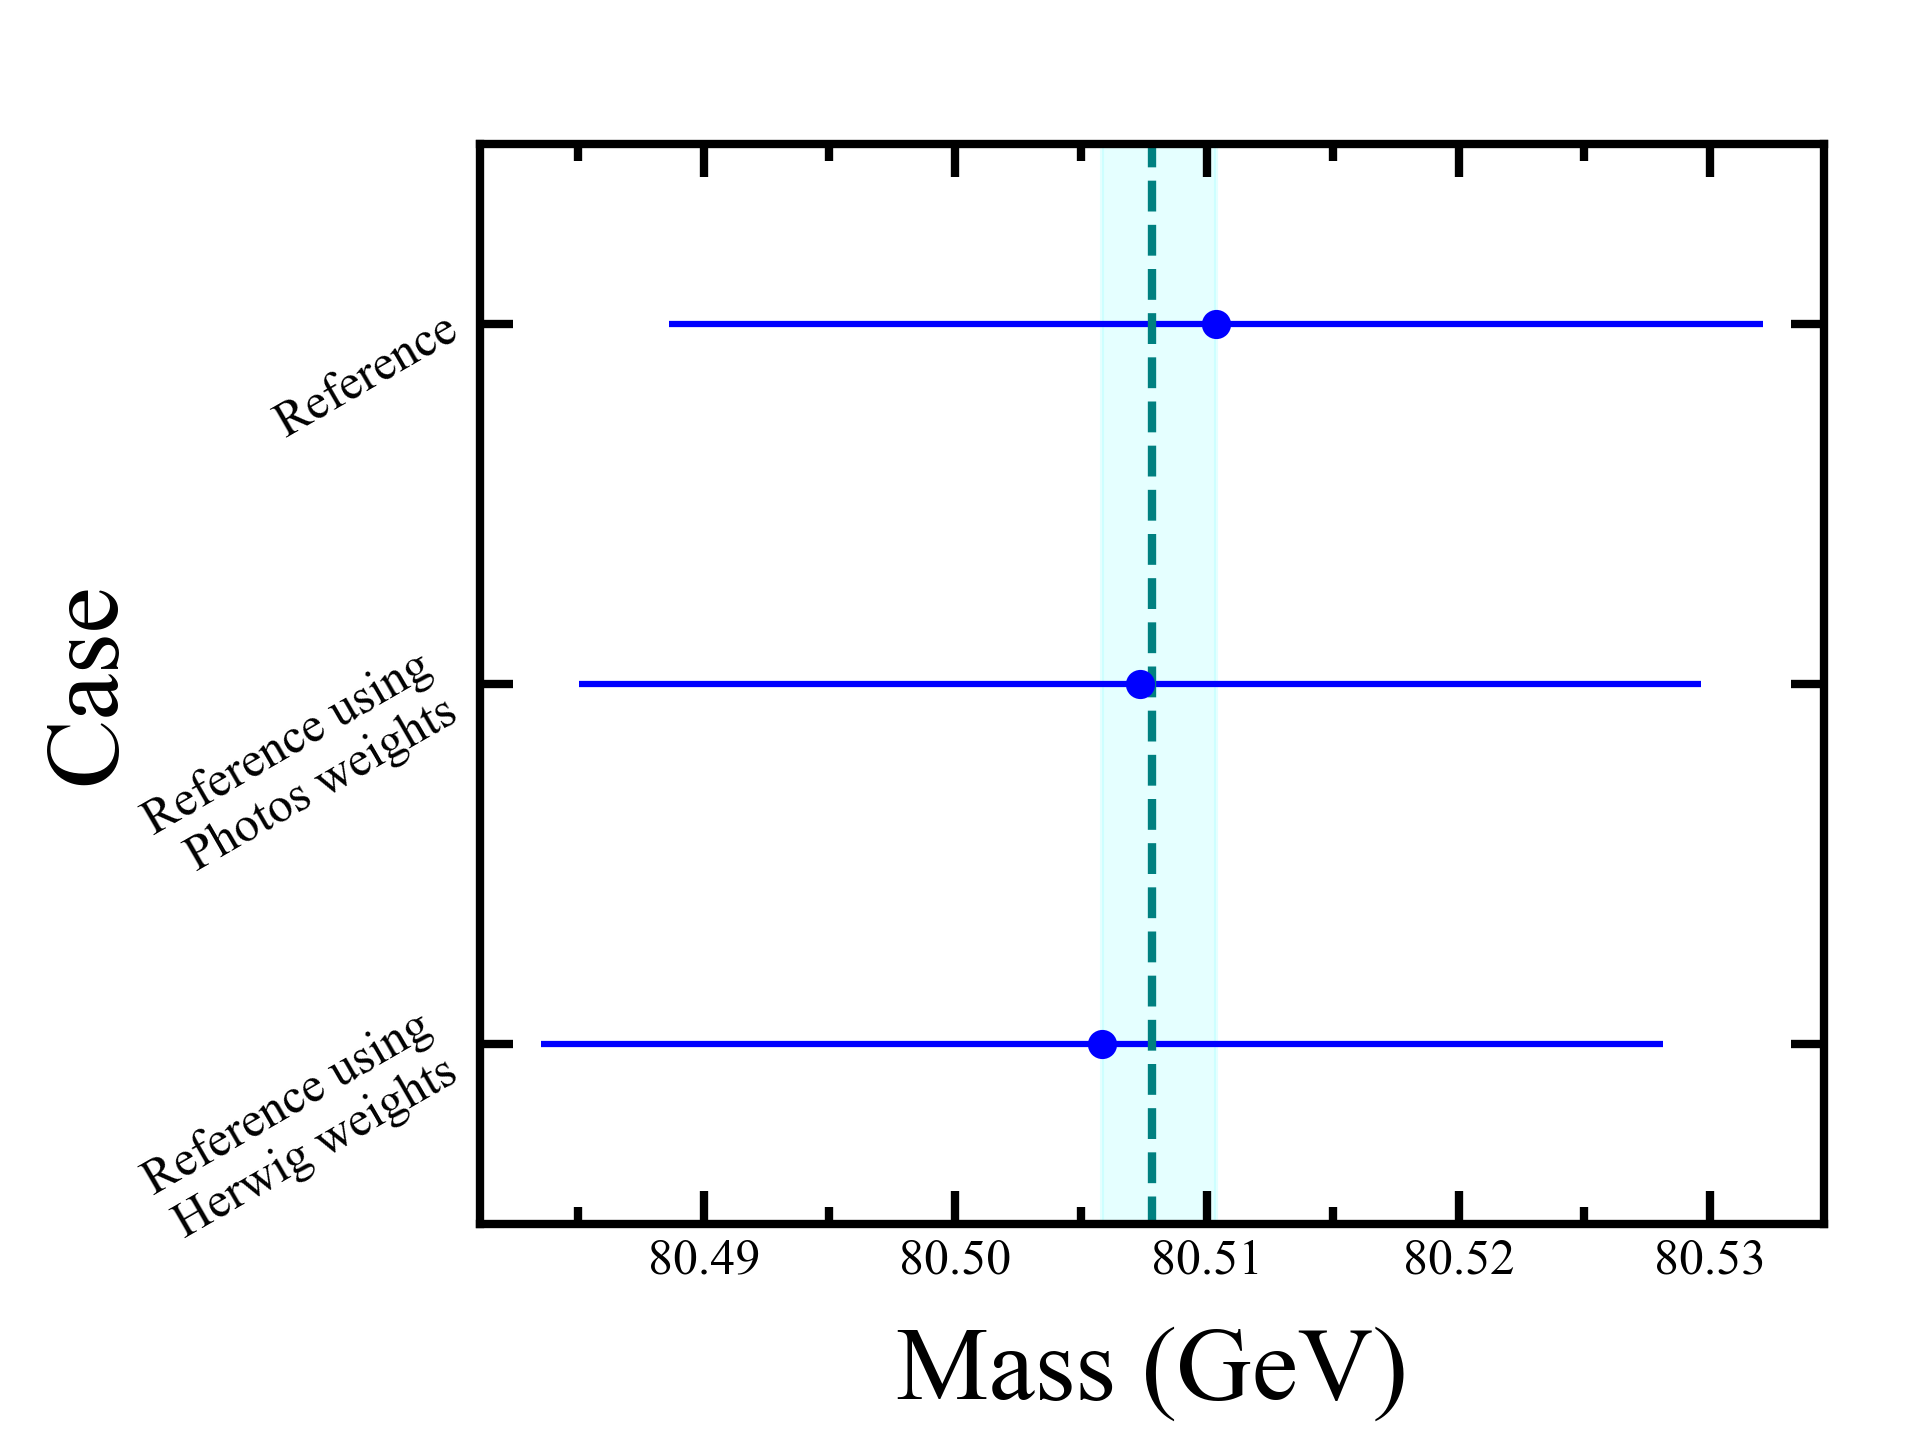 Case
Reference
Reference using
Photos weights
Reference using
Herwig weights
80.49 80.50 80.51 80.52 80.53
Mass (GeV)